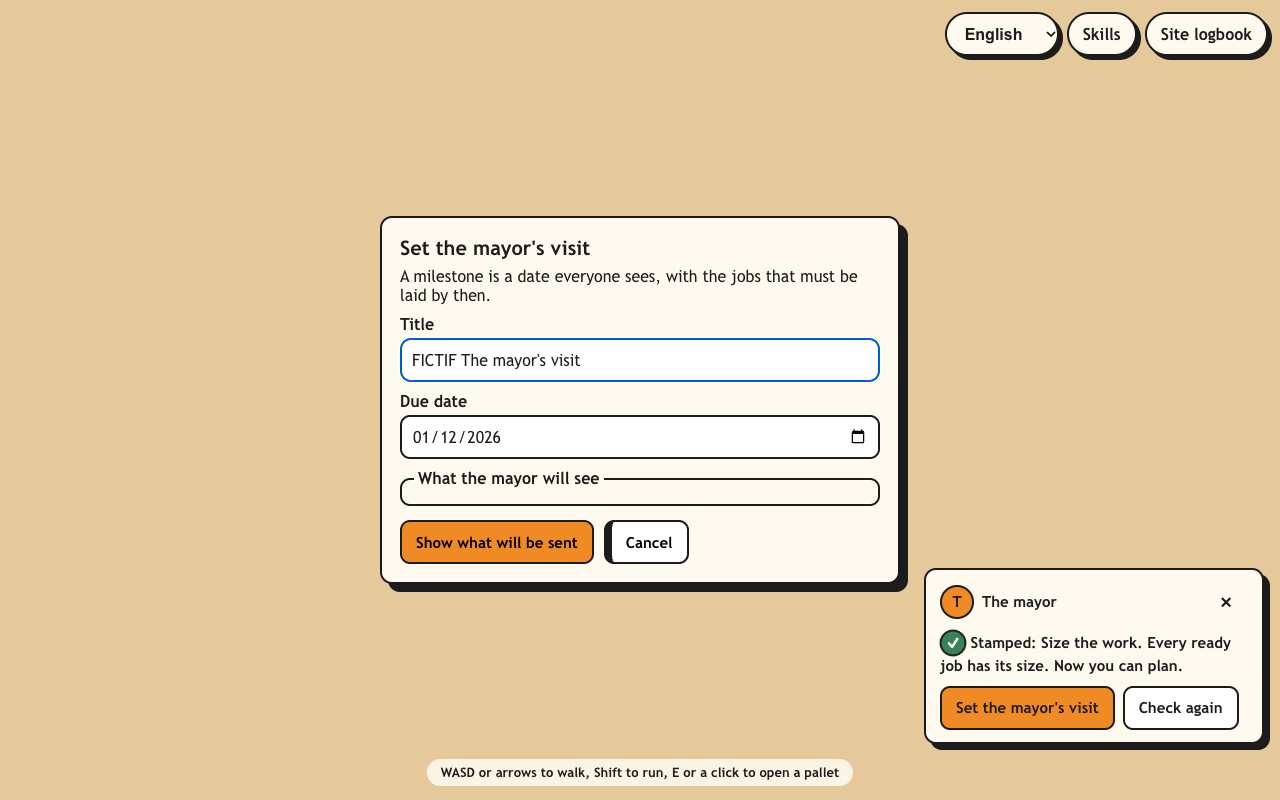 English
Skills
Site logbook
Set the mayor's visit
A milestone is a date everyone sees, with the jobs that must be
laid by then.
Title
FICTIF The mayor's visit
Due date
01/12/2026
What the mayor will see
Show what will be sent
Cancel
T
The mayor
×
Stamped: Size the work. Every ready
job has its size. Now you can plan.
Set the mayor's visit
Check again
WASD or arrows to walk, Shift to run, E or a click to open a pallet